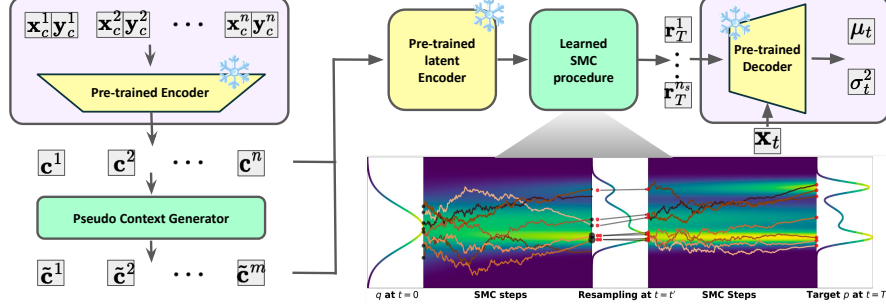 𝐱_c^1 𝐲_c^1 𝐱_c^2 𝐲_c^2 ··· 𝐱_c^n 𝐲_c^n
Pre-trained Encoder
𝐜^1 𝐜^2 ··· 𝐜^n
Pseudo Context Generator
𝐜̃^1 𝐜̃^2 ··· 𝐜̃^m
Pre-trained
latent
Encoder
Learned
SMC
procedure
𝐫_T^1
⋮
𝐫_T^{n_s}
Pre-trained
Decoder
𝐱_t
μ_t
σ_t^2
q at t = 0 SMC steps Resampling at t = t' SMC Steps Target p at t = T